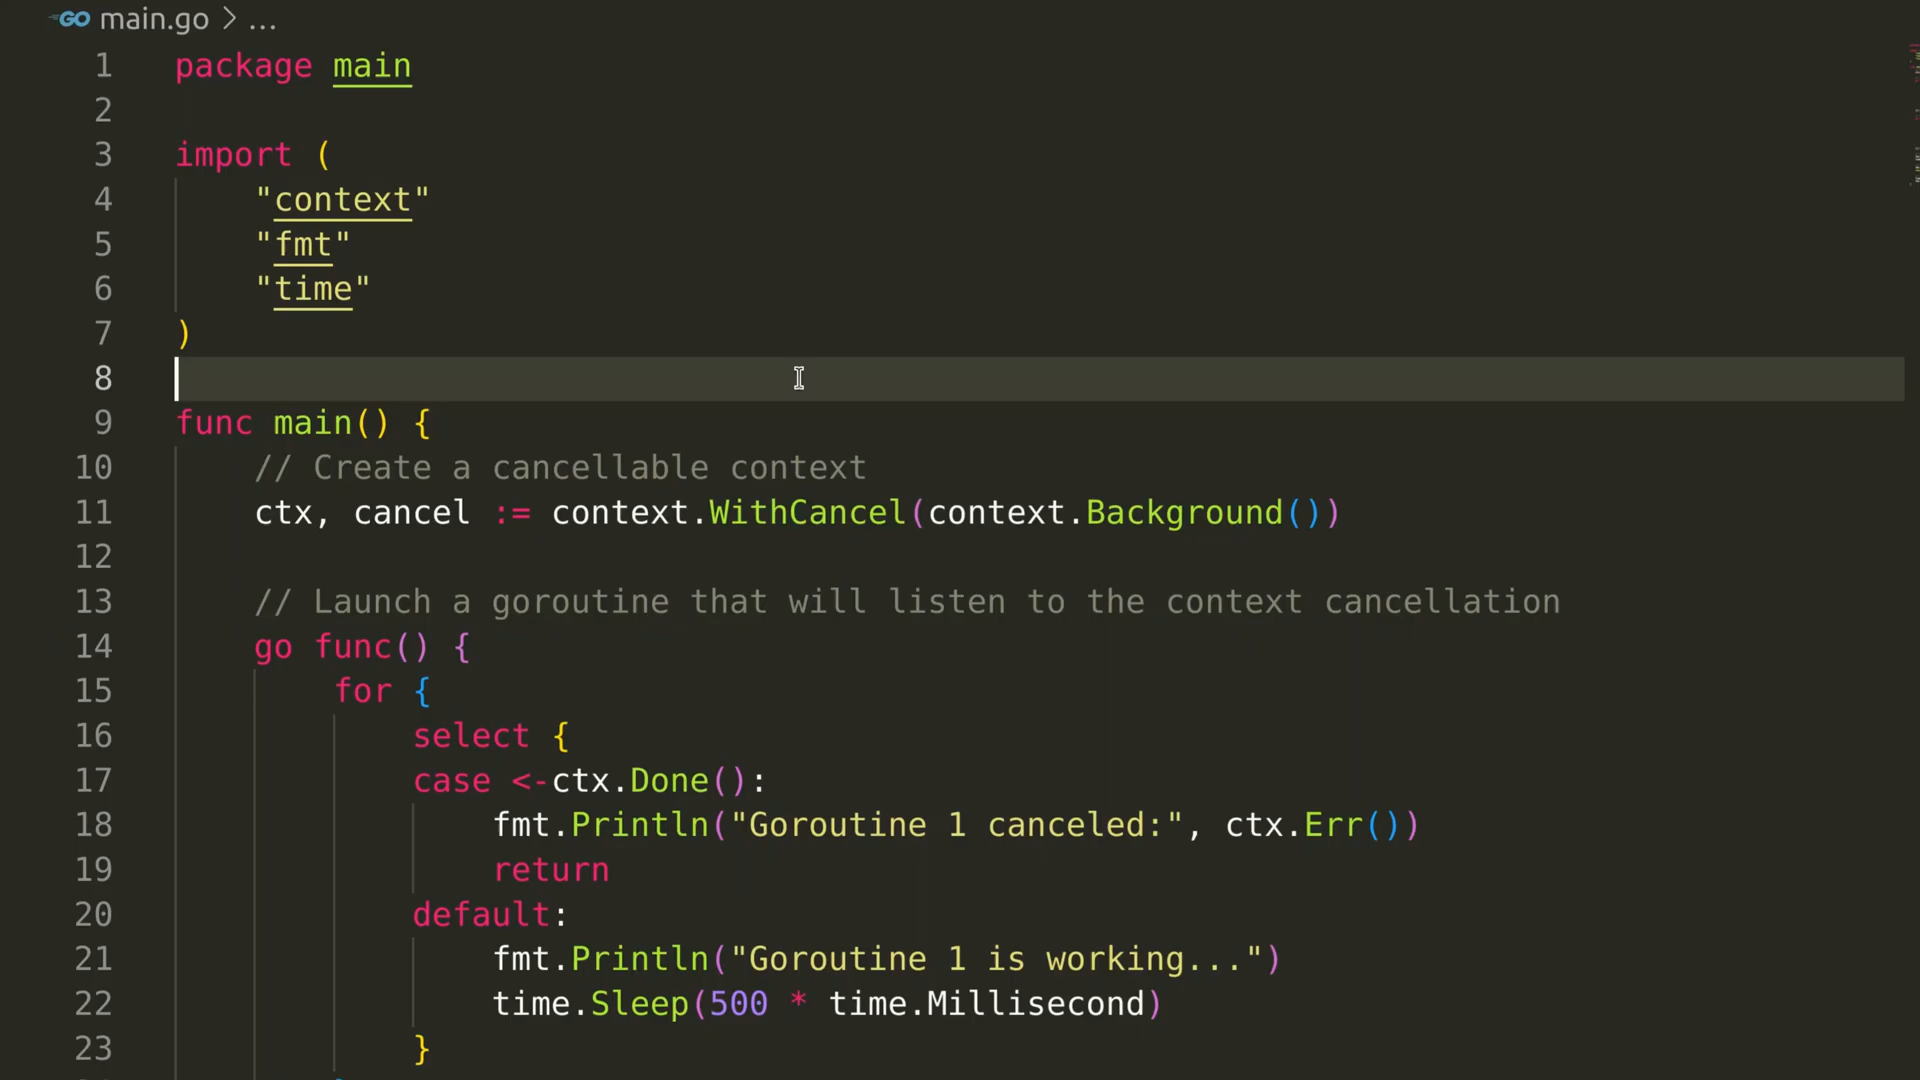 GO main.go > ...
1 package main
2
3 import (
4 "context"
5 "fmt"
6 "time"
7 )
8
9 func main() {
10 // Create a cancellable context
11 ctx, cancel := context.WithCancel(context.Background())
12
13 // Launch a goroutine that will listen to the context cancellation
14 go func() {
15 for {
16 select {
17 case <-ctx.Done():
18 fmt.Println("Goroutine 1 canceled:", ctx.Err())
19 return
20 default:
21 fmt.Println("Goroutine 1 is working...")
22 time.Sleep(500 * time.Millisecond)
23 }